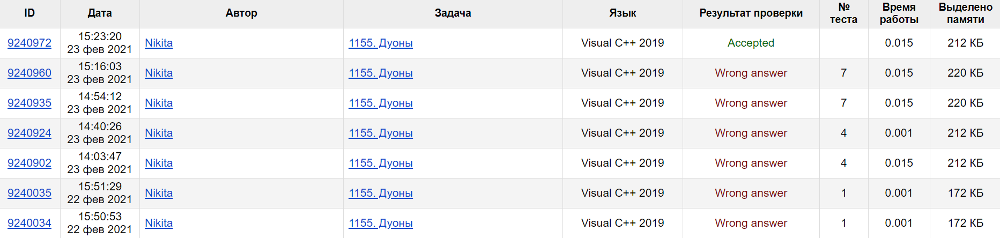 ID Дата Автор Задача Язык Результат проверки № теста Время работы Выделено памяти
9240972 15:23:20 23 фев 2021 Nikita 1155. Дуоны Visual C++ 2019 Accepted 0.015 212 КБ
9240960 15:16:03 23 фев 2021 Nikita 1155. Дуоны Visual C++ 2019 Wrong answer 7 0.015 220 КБ
9240935 14:54:12 23 фев 2021 Nikita 1155. Дуоны Visual C++ 2019 Wrong answer 7 0.015 220 КБ
9240924 14:40:26 23 фев 2021 Nikita 1155. Дуоны Visual C++ 2019 Wrong answer 4 0.001 212 КБ
9240902 14:03:47 23 фев 2021 Nikita 1155. Дуоны Visual C++ 2019 Wrong answer 4 0.015 212 КБ
9240035 15:51:29 22 фев 2021 Nikita 1155. Дуоны Visual C++ 2019 Wrong answer 1 0.001 172 КБ
9240034 15:50:53 22 фев 2021 Nikita 1155. Дуоны Visual C++ 2019 Wrong answer 1 0.001 172 КБ